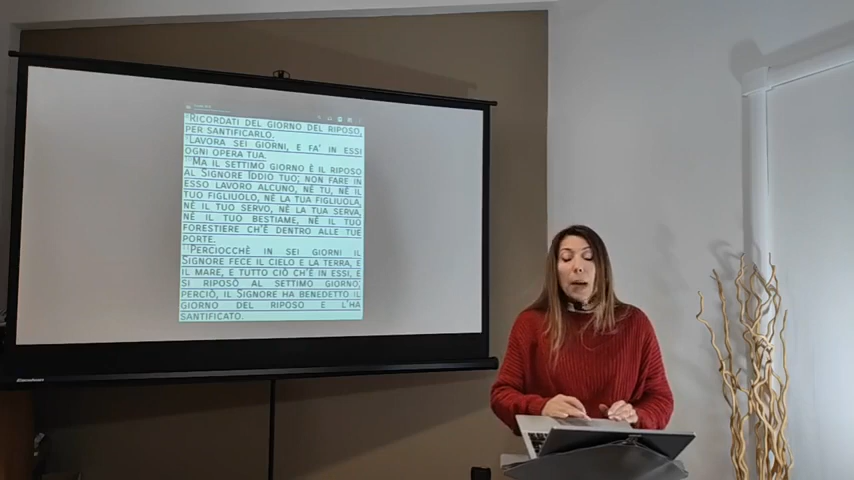 RICORDATI DEL GIORNO DEL RIPOSO,
PER SANTIFICARLO.
LAVORA SEI GIORNI, E FA' IN ESSI
OGNI OPERA TUA.
MA IL SETTIMO GIORNO È IL RIPOSO
AL SIGNORE IDDIO TUO; NON FARE IN
ESSO LAVORO ALCUNO, NÈ TU, NÈ IL
TUO FIGLIUOLO, NÈ LA TUA FIGLIUOLA,
NÈ IL TUO SERVO, NÈ LA TUA SERVA,
NÈ IL TUO BESTIAME, NÈ IL TUO
FORESTIERE CH'È DENTRO ALLE TUE
PORTE.
PERCIOCCHÈ IN SEI GIORNI IL
SIGNORE FECE IL CIELO E LA TERRA, E
IL MARE, E TUTTO CIÒ CH'È IN ESSI, E
SI RIPOSÒ AL SETTIMO GIORNO;
PERCIÒ, IL SIGNORE HA BENEDETTO IL
GIORNO DEL RIPOSO E L'HA
SANTIFICATO.